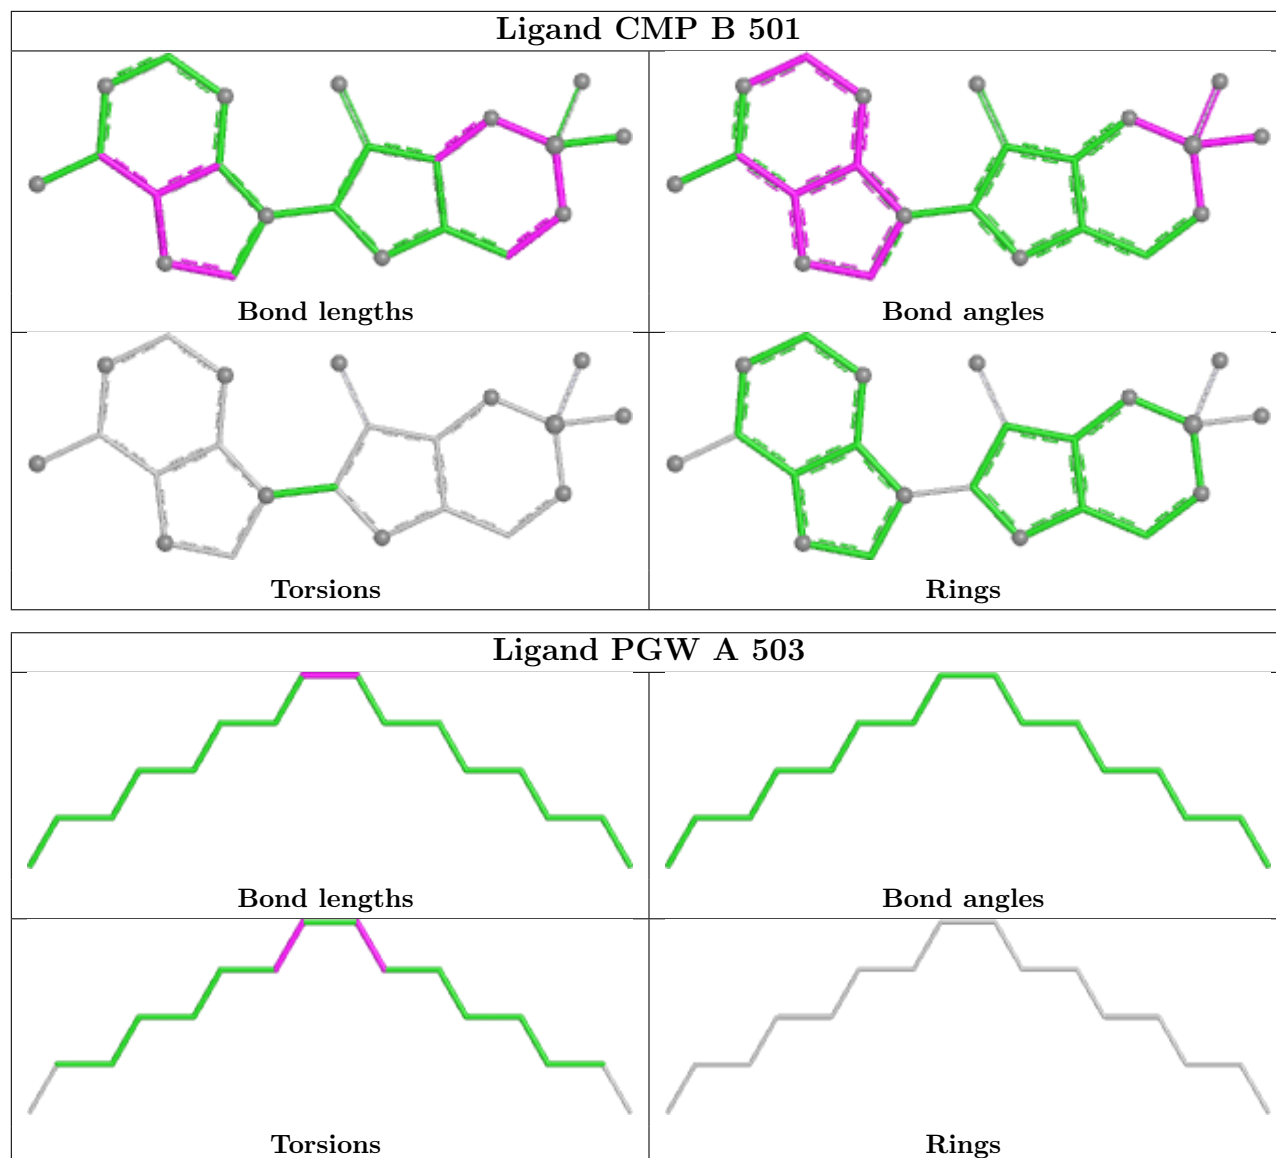 Ligand CMP B 501
Bond lengths
Bond angles
Torsions
Rings
Ligand PGW A 503
Bond lengths
Bond angles
Torsions
Rings